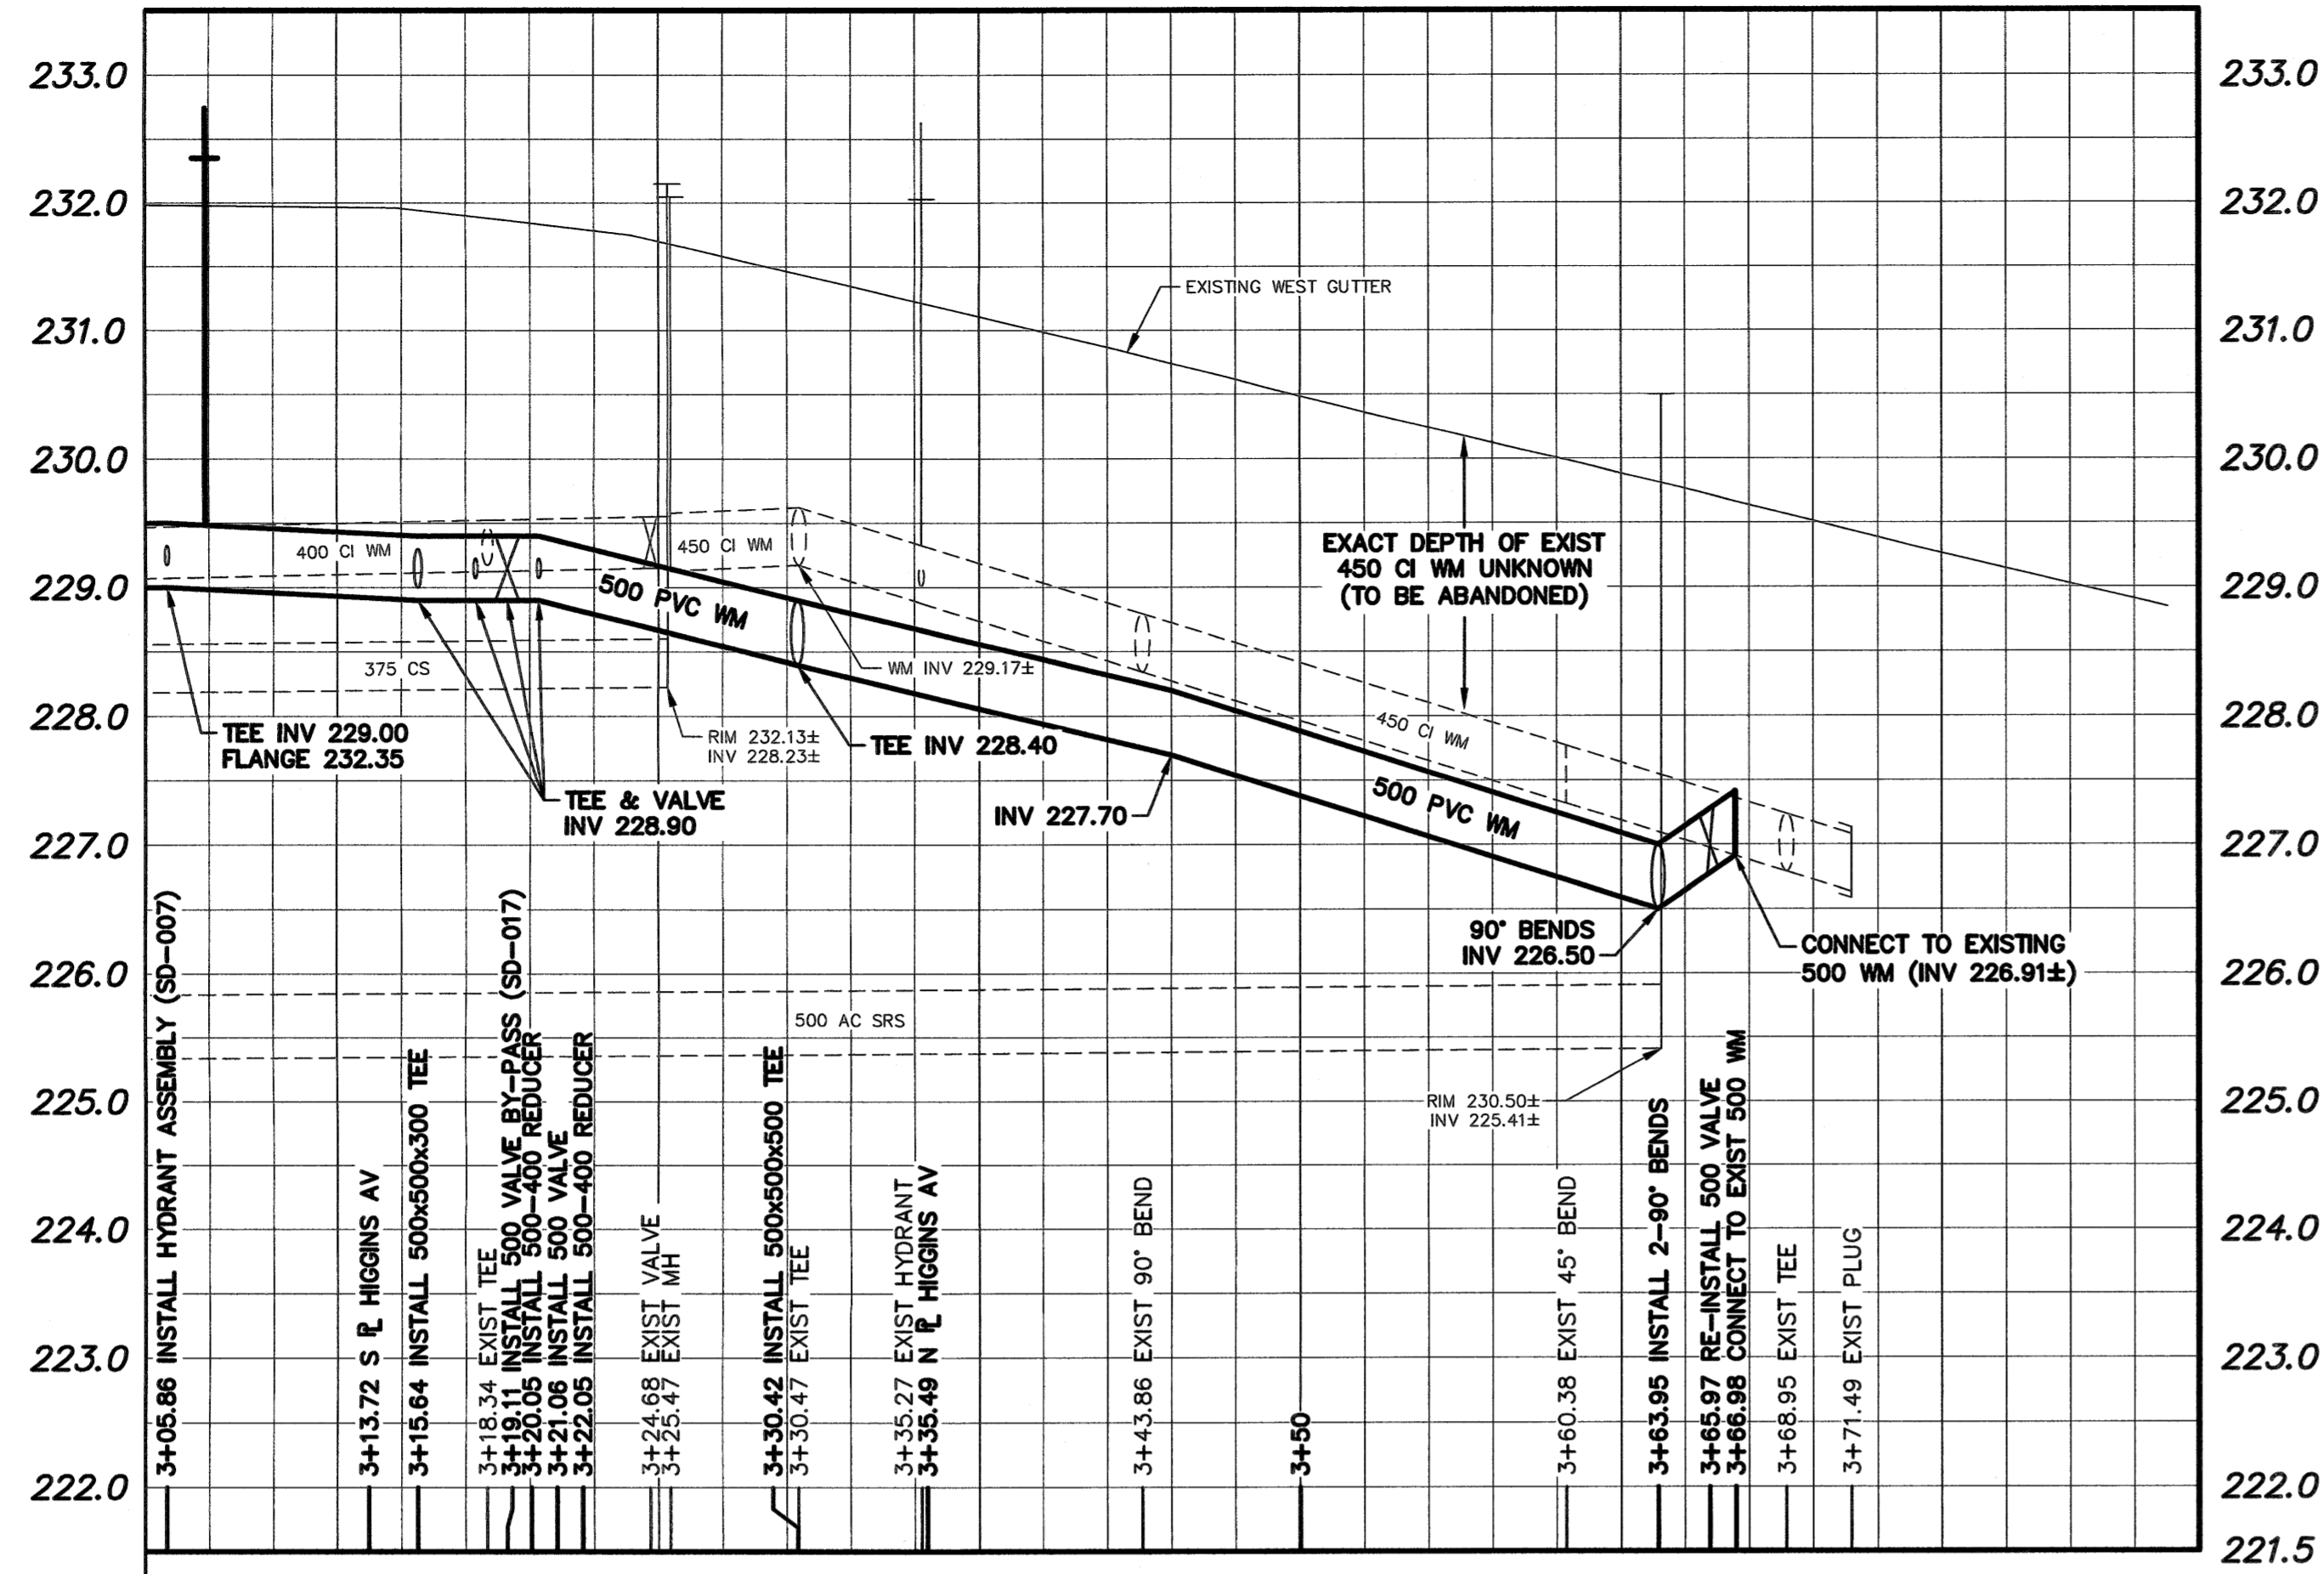 233.0
233.0
232.0
232.0
EXISTING WEST GUTTER
231.0
231.0
230.0
230.0
400 CI WM
450 CI WM
EXACT DEPTH OF EXIST
450 CI WM UNKNOWN
(TO BE ABANDONED)
229.0
229.0
500 PVC WM
375 CS
WM INV 229.17±
228.0
228.0
TEE INV 229.00
FLANGE 232.35
RIM 232.13±
INV 228.23±
TEE INV 228.40
450 CI WM
TEE & VALVE
INV 228.90
INV 227.70
500 PVC WM
227.0
227.0
90° BENDS
INV 226.50
CONNECT TO EXISTING
500 WM (INV 226.91±)
226.0
226.0
500 AC SRS
225.0
225.0
RIM 230.50±
INV 225.41±
224.0
224.0
223.0
223.0
222.0
222.0
221.5
3+05.86 INSTALL HYDRANT ASSEMBLY (SD-007)
3+13.72 S PL HIGGINS AV
3+15.64 INSTALL 500x500x300 TEE
3+18.34 EXIST TEE
3+19.11 INSTALL 500 VALVE BY-PASS (SD-017)
3+20.05 INSTALL 500-400 REDUCER
3+21.06 INSTALL 500 VALVE
3+22.05 INSTALL 500-400 REDUCER
3+24.68 EXIST VALVE
3+25.47 EXIST MH
3+30.42 INSTALL 500x500x500 TEE
3+30.47 EXIST TEE
3+35.27 EXIST HYDRANT
3+35.49 N PL HIGGINS AV
3+43.86 EXIST 90° BEND
3+50
3+60.38 EXIST 45° BEND
3+63.95 INSTALL 2-90° BENDS
3+65.97 RE-INSTALL 500 VALVE
3+66.98 CONNECT TO EXIST 500 WM
3+68.95 EXIST TEE
3+71.49 EXIST PLUG